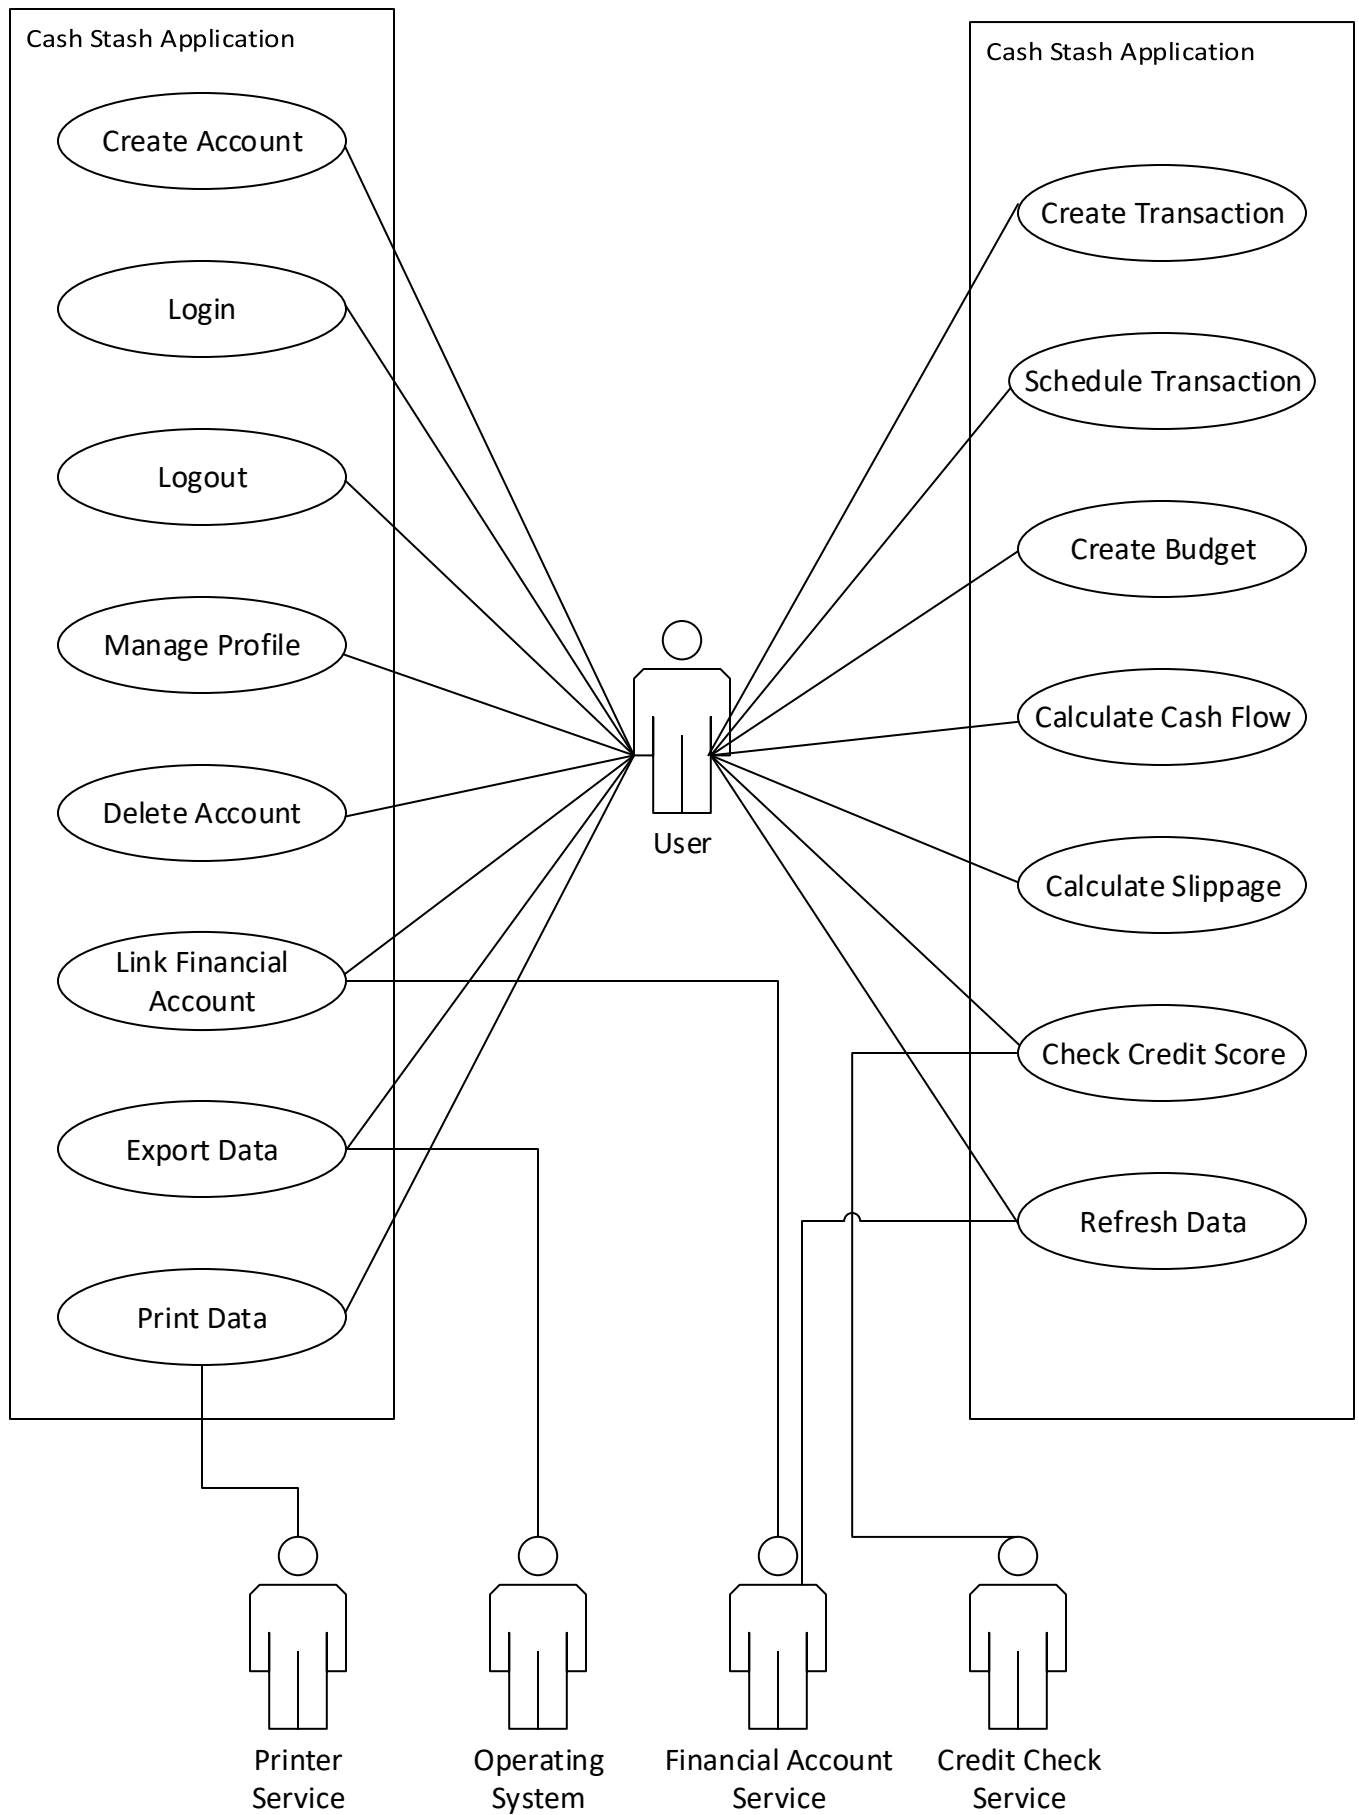 Cash Stash Application
Create Account
Login
Logout
Manage Profile
Delete Account
Link Financial
Account
Export Data
Print Data
User
Cash Stash Application
Create Transaction
Schedule Transaction
Create Budget
Calculate Cash Flow
Calculate Slippage
Check Credit Score
Refresh Data
Printer
Service
Operating
System
Financial Account
Service
Credit Check
Service